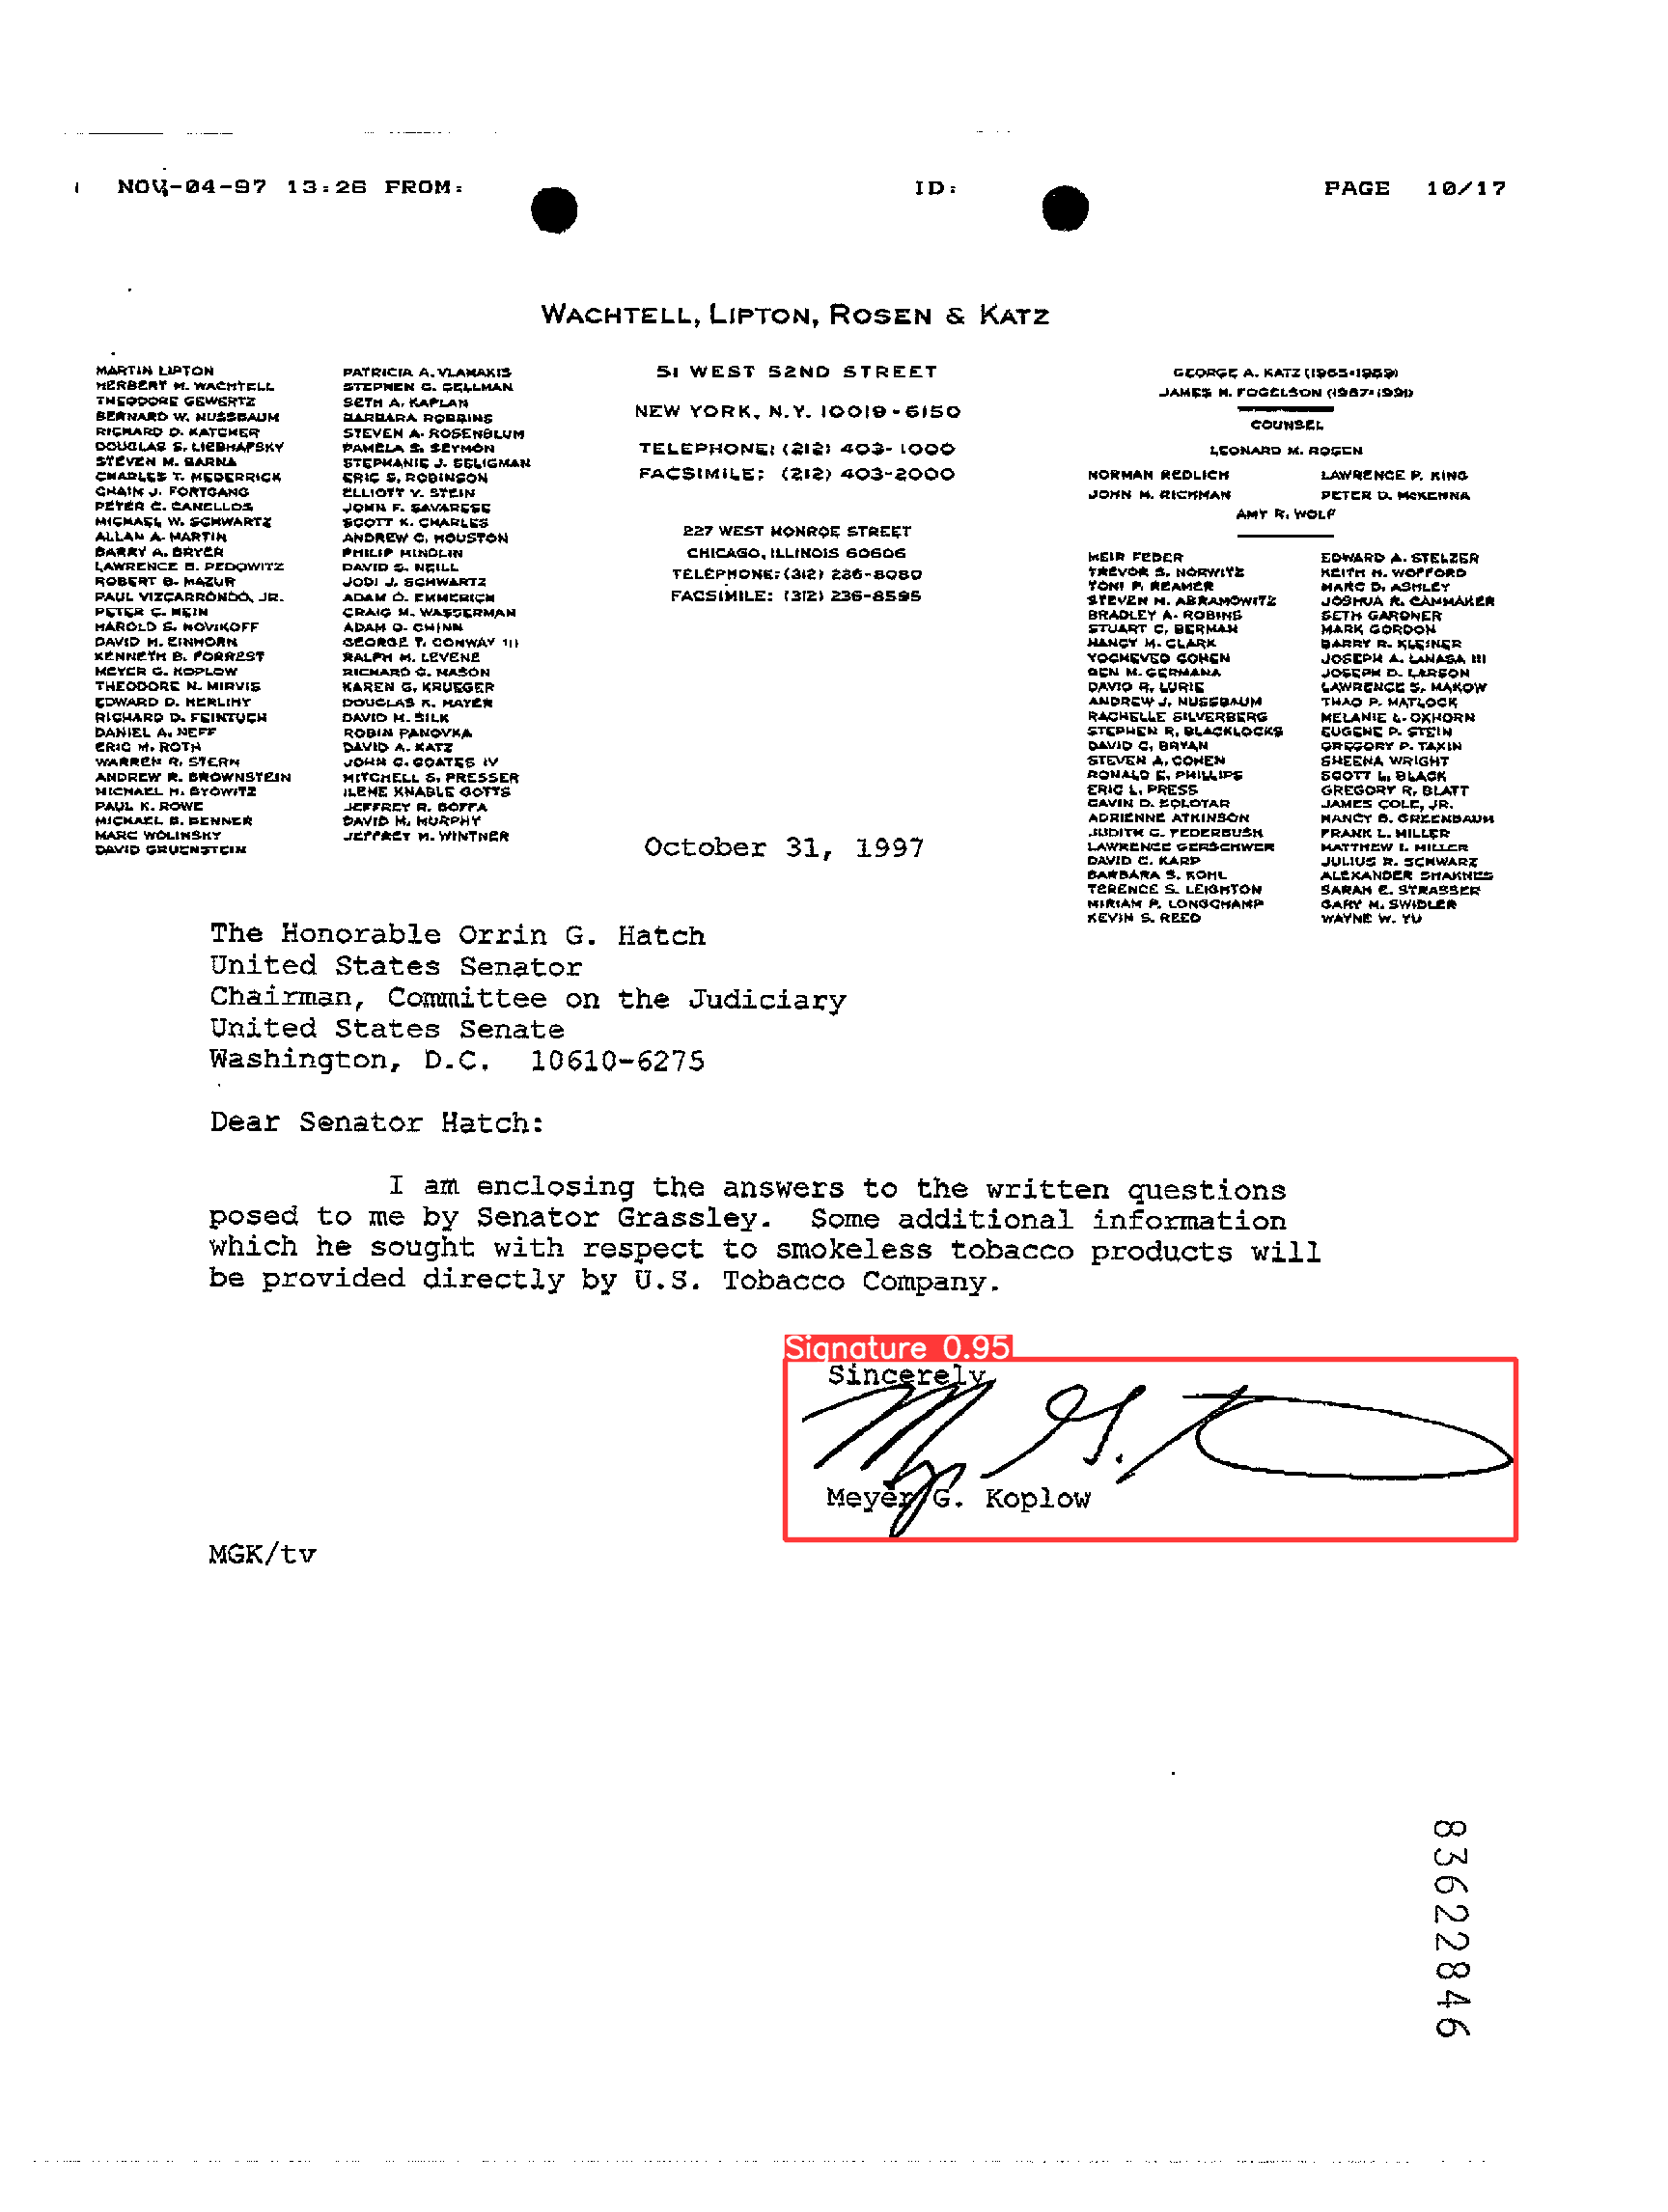 NOV-04-97 13:26 FROM: ID: PAGE 10/17
WACHTELL, LIPTON, ROSEN & KATZ
MARTIN LIPTON
HERBERT M. WACHTELL
THEODORE GEWERTZ
BERNARD W. NUSSBAUM
RICHARD D. KATCHER
DOUGLAS S. LIEBHAFSKY
STEVEN M. BARNA
CHARLES T. MEDERRICK
CHAIM J. FORTGANG
PETER C. CANELLOS
MICHAEL W. SCHWARTZ
ALLAN A. MARTIN
BARRY A. BRYER
LAWRENCE B. PEDOWITZ
ROBERT B. MAZUR
PAUL VIZCARRONDO, JR.
PETER C. HEIN
HAROLD S. NOVIKOFF
DAVID M. EINHORN
KENNETH B. FORREST
MEYER G. KOPLOW
THEODORE N. MIRVIS
EDWARD D. HERLIHY
RICHARD D. FEINTUCH
DANIEL A. NEFF
ERIC M. ROTH
WARREN R. STERN
ANDREW R. BROWNSTEIN
MICHAEL H. BYOWITZ
PAUL K. ROWE
MICHAEL B. BENNER
MARC WOLINSKY
DAVID GRUENSTEIN
PATRICIA A. VLAHAKIS
STEPHEN G. GELLMAN
SETH A. KAPLAN
BARBARA ROBBINS
STEVEN A. ROSENBLUM
PAMELA S. SEYMON
STEPHANIE J. SELIGMAN
ERIC S. ROBINSON
ELLIOTT V. STEIN
JOHN F. SAVARESE
SCOTT K. CHARLES
ANDREW C. HOUSTON
PHILIP MINDLIN
DAVID S. NEILL
JODI J. SCHWARTZ
ADAM O. EMMERICH
CRAIG M. WASSERMAN
ADAM D. CHINN
GEORGE T. CONWAY III
RALPH M. LEVENE
RICHARD G. MASON
KAREN G. KRUEGER
DOUGLAS K. MAYER
DAVID M. SILK
ROBIN PANOVKA
DAVID A. KATZ
JOHN C. COATES IV
MITCHELL S. PRESSER
ILENE KNABLE GOTTS
JEFFREY R. BOFFA
DAVID M. MURPHY
JEFFREY M. WINTNER
51 WEST 52ND STREET
NEW YORK, N.Y. 10019-6150
TELEPHONE: (212) 403-1000
FACSIMILE: (212) 403-2000
227 WEST MONROE STREET
CHICAGO, ILLINOIS 60606
TELEPHONE: (312) 236-8080
FACSIMILE: (312) 236-8595
GEORGE A. KATZ (1965-1989)
JAMES H. FOGELSON (1967-1991)
COUNSEL
LEONARD M. ROSEN
NORMAN REDLICH LAWRENCE P. KING
JOHN M. RICHMAN PETER D. McKENNA
AMY R. WOLF
MEIR FEDER
TREVOR S. NORWITZ
TONI P. REAMER
STEVEN N. ABRAMOWITZ
BRADLEY A. ROBINS
STUART C. BERMAN
NANCY M. CLARK
YOCHEVED COHEN
BEN M. GERMANA
DAVID R. LURIE
ANDREW J. NUSSBAUM
RACHELLE SILVERBERG
STEPHEN R. BLACKLOCKS
DAVID C. BRYAN
STEVEN A. COHEN
RONALD E. PHILLIPS
ERIC L. PRESS
GAVIN D. SOLOTAR
ADRIENNE ATKINSON
JUDITH G. FEDERBUSH
LAWRENCE GERSCHWER
DAVID C. KARP
BARBARA S. KOHL
TERENCE S. LEIGHTON
MIRIAM P. LONGCHAMP
KEVIN S. REED
EDWARD A. STELZER
KEITH H. WOFFORD
MARC D. ASHLEY
JOSHUA R. CAMMAKER
SETH GARDNER
MARK GORDON
BARRY R. KLEINER
JOSEPH A. LANASA III
JOSEPH D. LARSON
LAWRENCE S. MAKOW
THAO P. MATLOCK
MELANIE L. OXHORN
EUGENE P. STEIN
GREGORY P. TAXIN
SHEENA WRIGHT
SCOTT L. BLACK
GREGORY R. BLATT
JAMES COLE, JR.
NANCY B. GREENBAUM
FRANK L. MILLER
MATTHEW I. MILLER
JULIUS R. SCHWARZ
ALEXANDER SHAKNES
SARAH E. STRASSER
GARY M. SWIDLER
WAYNE W. YU
October 31, 1997
The Honorable Orrin G. Hatch
United States Senator
Chairman, Committee on the Judiciary
United States Senate
Washington, D.C. 10610-6275
Dear Senator Hatch:
I am enclosing the answers to the written questions
posed to me by Senator Grassley. Some additional information
which he sought with respect to smokeless tobacco products will
be provided directly by U.S. Tobacco Company.
Signature 0.95
Sincerely,
Meyer G. Koplow
MGK/tv
83622846